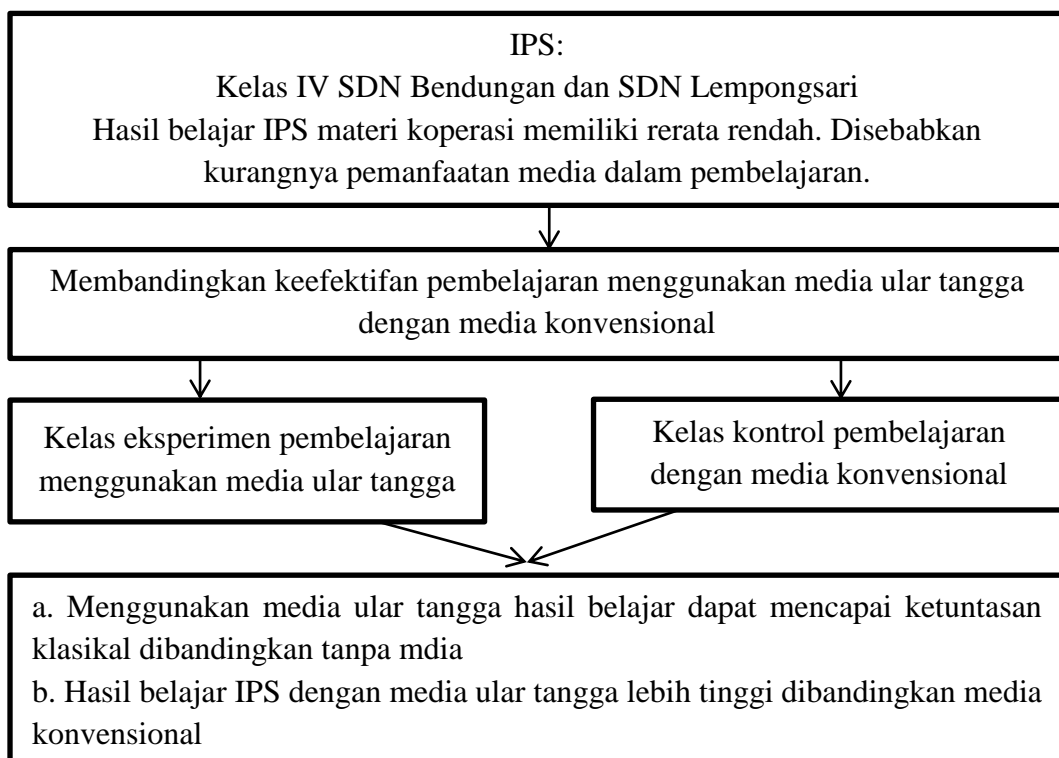 IPS:
Kelas IV SDN Bendungan dan SDN Lempongsari
Hasil belajar IPS materi koperasi memiliki rerata rendah. Disebabkan
kurangnya pemanfaatan media dalam pembelajaran.
Membandingkan keefektifan pembelajaran menggunakan media ular tangga
dengan media konvensional
Kelas eksperimen pembelajaran
menggunakan media ular tangga
Kelas kontrol pembelajaran
dengan media konvensional
a. Menggunakan media ular tangga hasil belajar dapat mencapai ketuntasan
klasikal dibandingkan tanpa mdia
b. Hasil belajar IPS dengan media ular tangga lebih tinggi dibandingkan media
konvensional